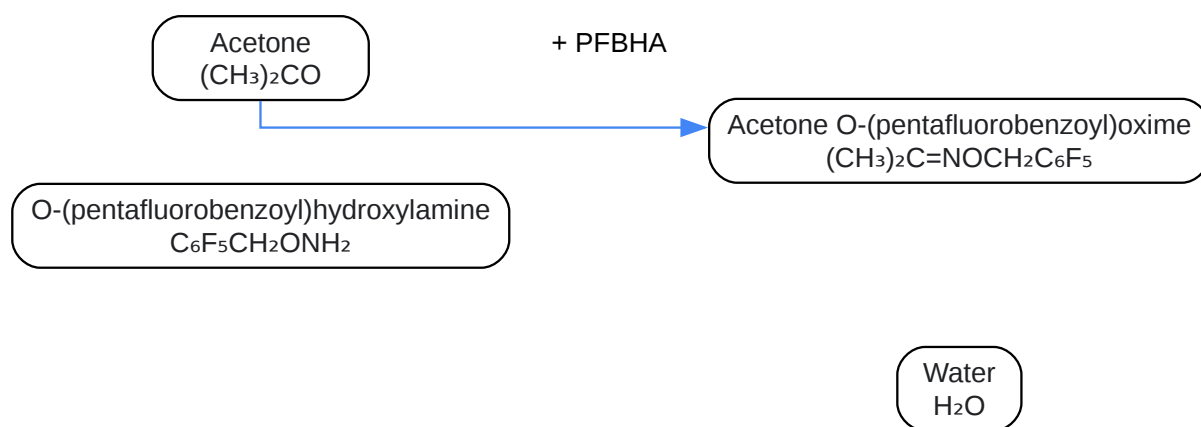 Acetone
(CH₃)₂CO
+ PFBHA
Acetone O-(pentafluorobenzoyl)oxime
(CH₃)₂C=NOCH₂C₆F₅
O-(pentafluorobenzoyl)hydroxylamine
C₆F₅CH₂ONH₂
Water
H₂O